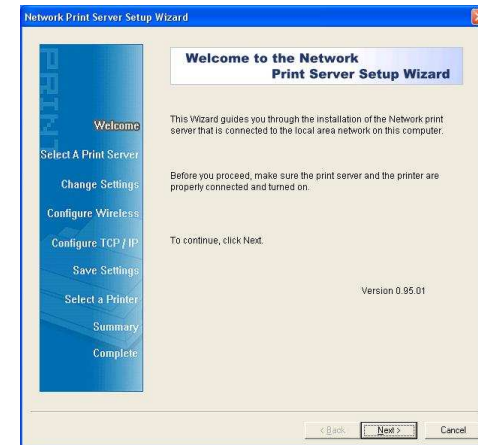 Network Print Server Setup Wizard
PRINT
Welcome
Select A Print Server
Change Settings
Configure Wireless
Configure TCP / IP
Save Settings
Select a Printer
Summary
Complete
Welcome to the Network
Print Server Setup Wizard
This Wizard guides you through the installation of the Network print
server that is connected to the local area network on this computer.
Before you proceed, make sure the print server and the printer are
properly connected and turned on.
To continue, click Next.
Version 0.95.01
< Back
Next >
Cancel